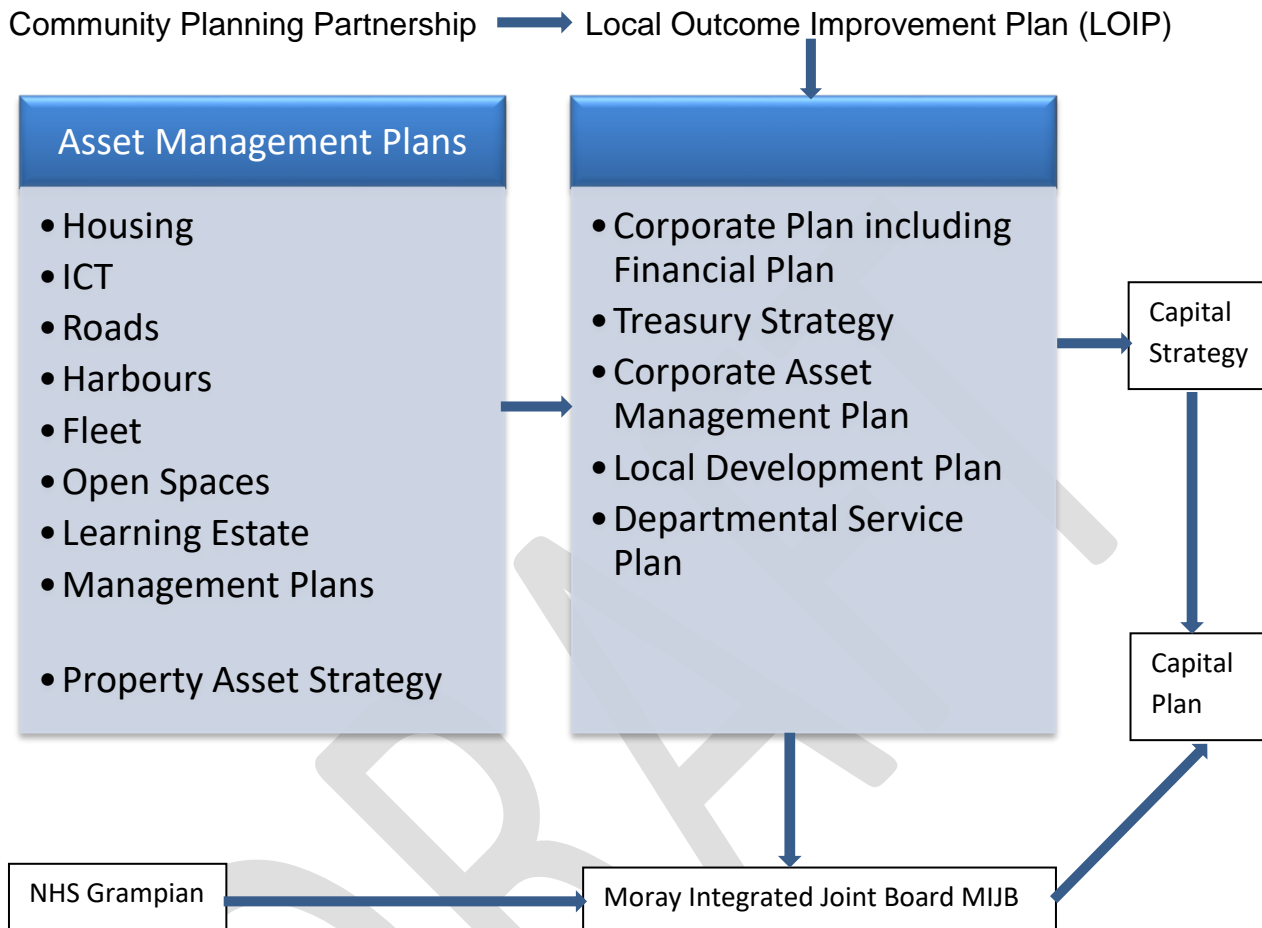 Community Planning Partnership Local Outcome Improvement Plan (LOIP)
Asset Management Plans
• Housing
• ICT
• Roads
• Harbours
• Fleet
• Open Spaces
• Learning Estate
• Management Plans
• Property Asset Strategy
• Corporate Plan including
Financial Plan
• Treasury Strategy
• Corporate Asset
Management Plan
• Local Development Plan
• Departmental Service
Plan
Capital
Strategy
Capital
Plan
NHS Grampian
Moray Integrated Joint Board MIJB
DRAFT